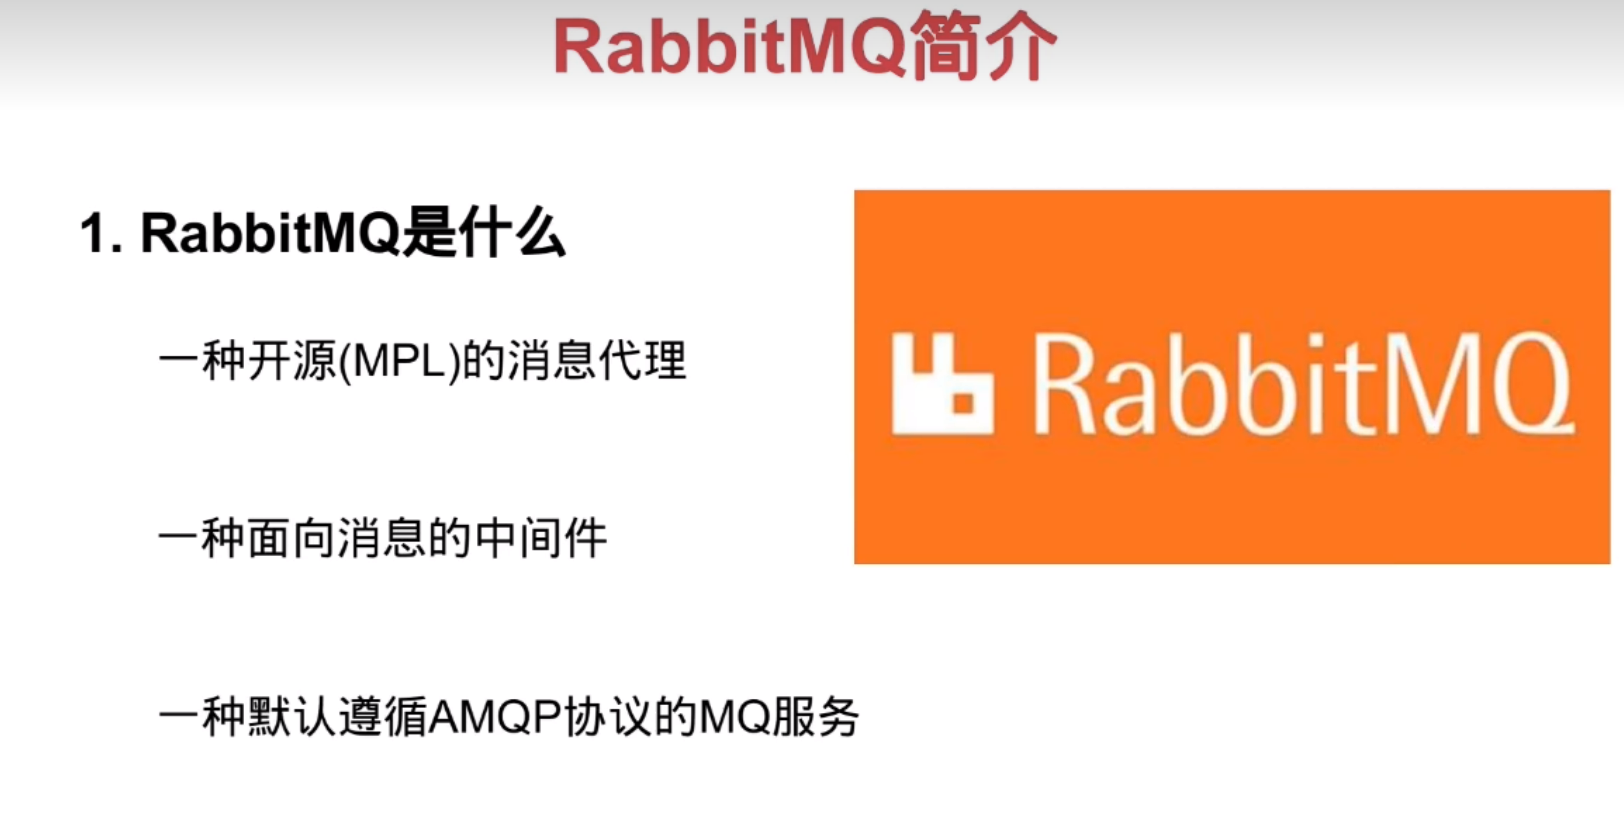 RabbitMQ简介
1. RabbitMQ是什么
一种开源(MPL)的消息代理
RabbitMQ
一种面向消息的中间件
一种默认遵循AMQP协议的MQ服务